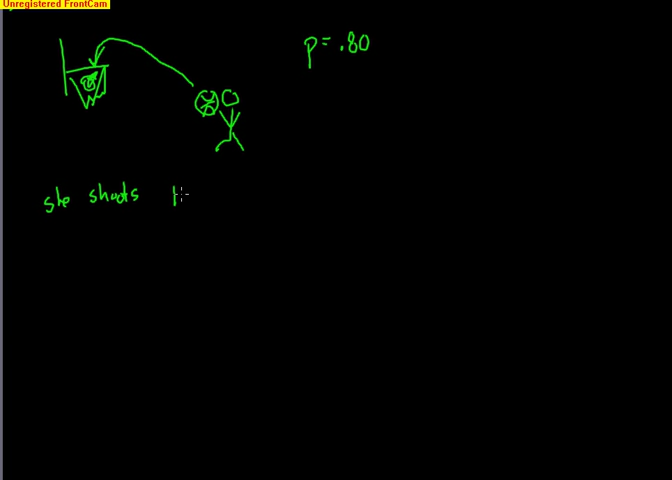 Unregistered FrontCam
p = .80
she shoots